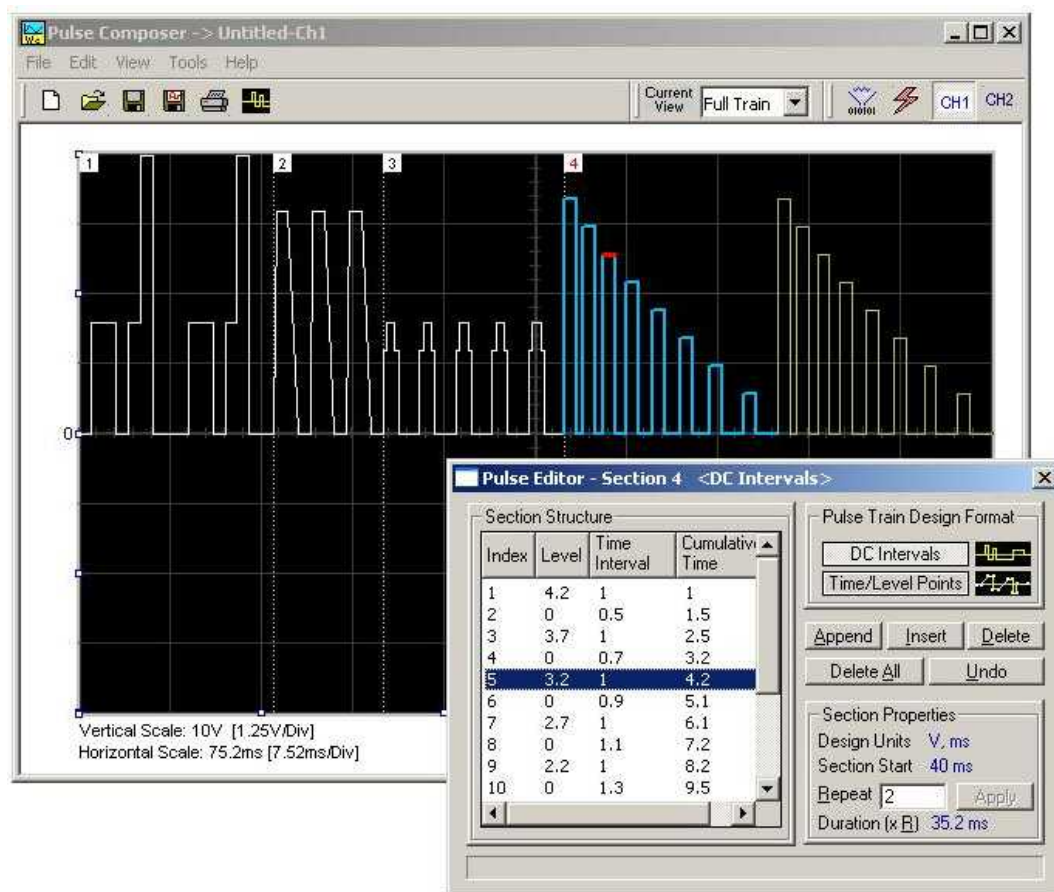 Pulse Composer -> Untitled-Ch1
File Edit View Tools Help
Current View Full Train
010101
CH1 CH2
1 2 3 4
0
Vertical Scale: 10V [1.25V/Div]
Horizontal Scale: 75.2ms [7.52ms/Div]
Pulse Editor - Section 4 <DC Intervals>
Section Structure
Index Level Time Interval Cumulativ Time
1 4.2 1 1
2 0 0.5 1.5
3 3.7 1 2.5
4 0 0.7 3.2
5 3.2 1 4.2
6 0 0.9 5.1
7 2.7 1 6.1
8 0 1.1 7.2
9 2.2 1 8.2
10 0 1.3 9.5
Pulse Train Design Format
DC Intervals
Time/Level Points
Append Insert Delete
Delete All Undo
Section Properties
Design Units V, ms
Section Start 40 ms
Repeat 2 Apply
Duration (x R) 35.2 ms